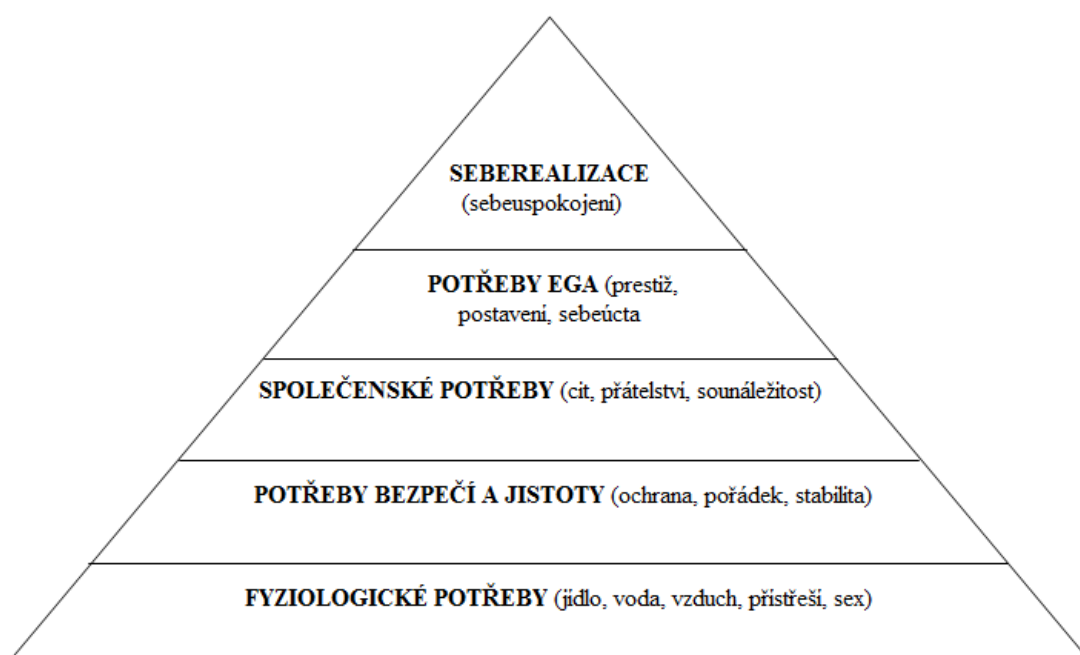 SEBEREALIZACE
(sebeuspokojení)
POTŘEBY EGA (prestiž,
postavení, sebeúcta
SPOLEČENSKÉ POTŘEBY (cit, přátelství, sounáležitost)
POTŘEBY BEZPEČÍ A JISTOTY (ochrana, pořádek, stabilita)
FYZIOLOGICKÉ POTŘEBY (jídlo, voda, vzduch, přístřeší, sex)